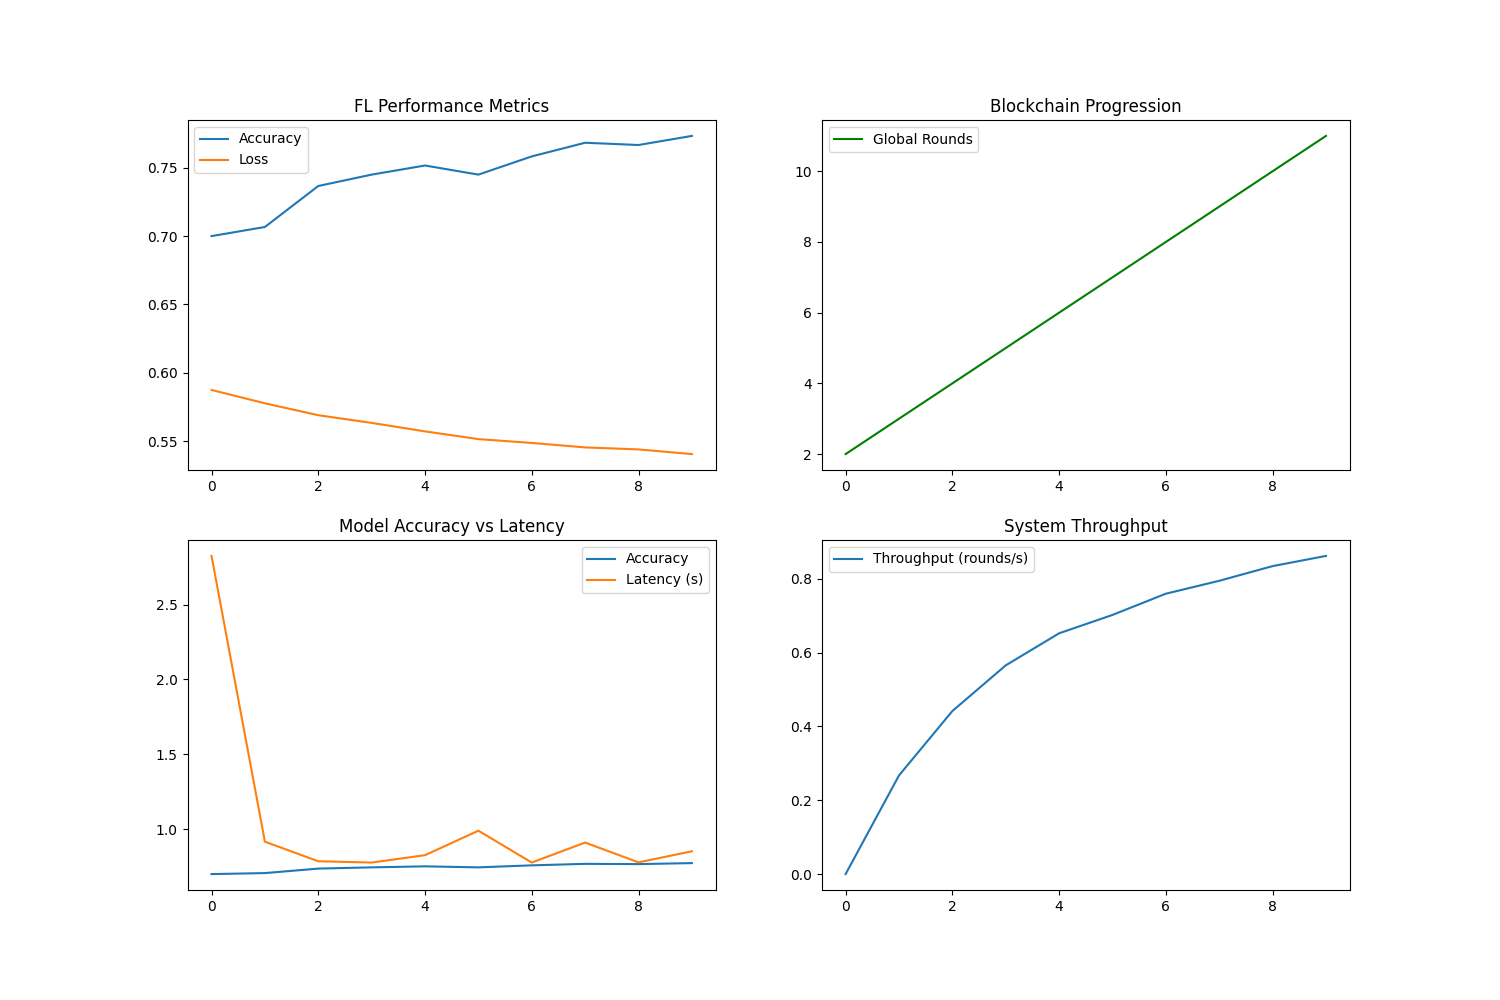 FL Performance Metrics
Accuracy
Loss
0.75
0.70
0.65
0.60
0.55
0 2 4 6 8
Blockchain Progression
Global Rounds
10
8
6
4
2
0 2 4 6 8
Model Accuracy vs Latency
Accuracy
Latency (s)
2.5
2.0
1.5
1.0
0 2 4 6 8
System Throughput
Throughput (rounds/s)
0.8
0.6
0.4
0.2
0.0
0 2 4 6 8